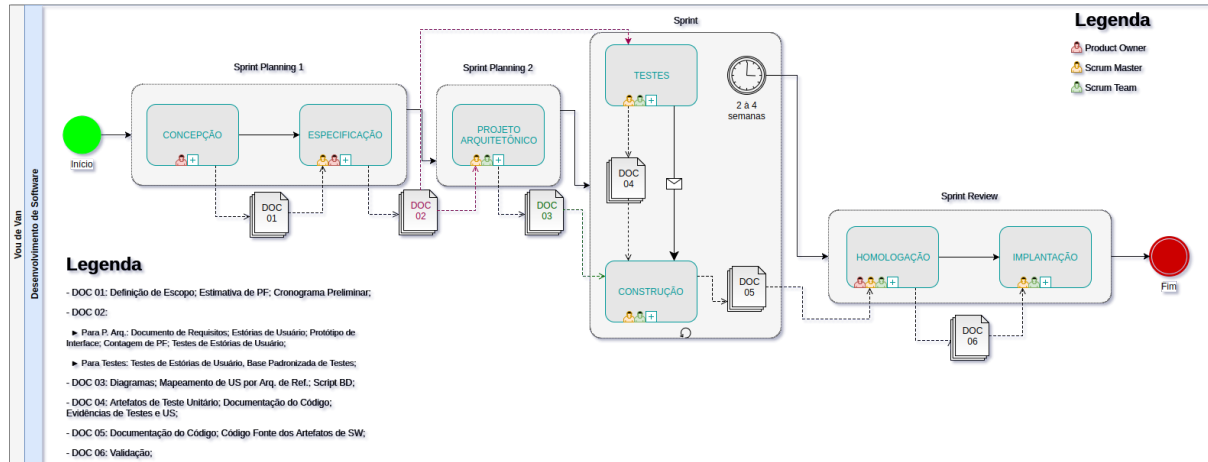 Vou de Van
Desenvolvimento de Software
Início
Sprint Planning 1
CONCEPÇÃO
ESPECIFICAÇÃO
DOC
01
DOC
02
Sprint Planning 2
PROJETO
ARQUITETÔNICO
DOC
03
Sprint
TESTES
2 à 4
semanas
DOC
04
CONSTRUÇÃO
DOC
05
Sprint Review
HOMOLOGAÇÃO
IMPLANTAÇÃO
DOC
06
Fim
Legenda
Product Owner
Scrum Master
Scrum Team
Legenda
- DOC 01: Definição de Escopo; Estimativa de PF; Cronograma Preliminar;
- DOC 02:
► Para P. Arq.: Documento de Requisitos; Estórias de Usuário; Protótipo de
Interface; Contagem de PF; Testes de Estórias de Usuário;
► Para Testes: Testes de Estórias de Usuário, Base Padronizada de Testes;
- DOC 03: Diagramas; Mapeamento de US por Arq. de Ref.; Script BD;
- DOC 04: Artefatos de Teste Unitário; Documentação do Código;
Evidências de Testes e US;
- DOC 05: Documentação do Código; Código Fonte dos Artefatos de SW;
- DOC 06: Validação;